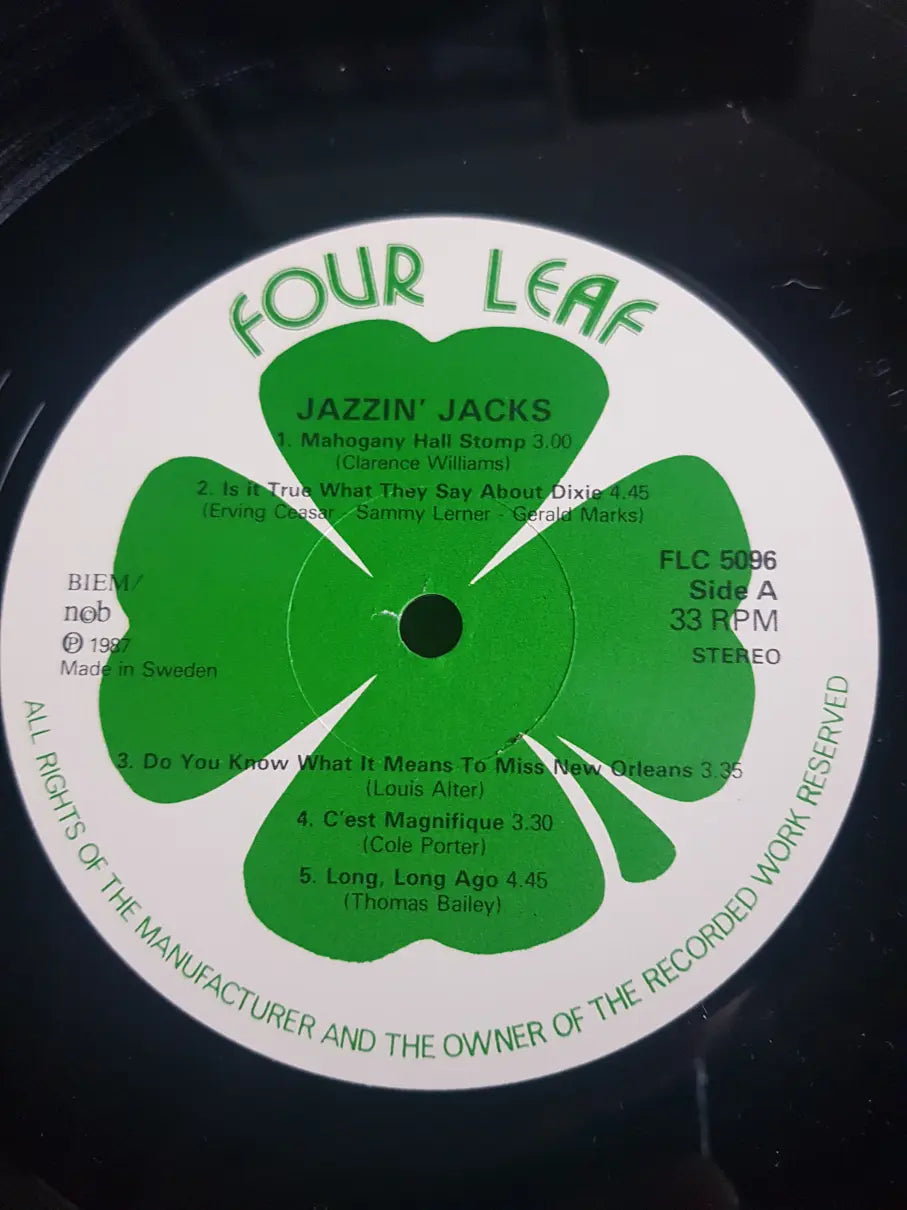 FOUR LEAF
JAZZIN' JACKS
1. Mahogany Hall Stomp 3.00
(Clarence Williams)
2. Is it True What They Say About Dixie 4.45
(Erving Ceasar - Sammy Lerner - Gerald Marks)
BIEM/
ncb
Ⓟ 1987
Made in Sweden
FLC 5096
Side A
33 RPM
STEREO
3. Do You Know What It Means To Miss New Orleans 3.35
(Louis Alter)
4. C'est Magnifique 3.30
(Cole Porter)
5. Long, Long Ago 4.45
(Thomas Bailey)
ALL RIGHTS OF THE MANUFACTURER AND THE OWNER OF THE RECORDED WORK RESERVED